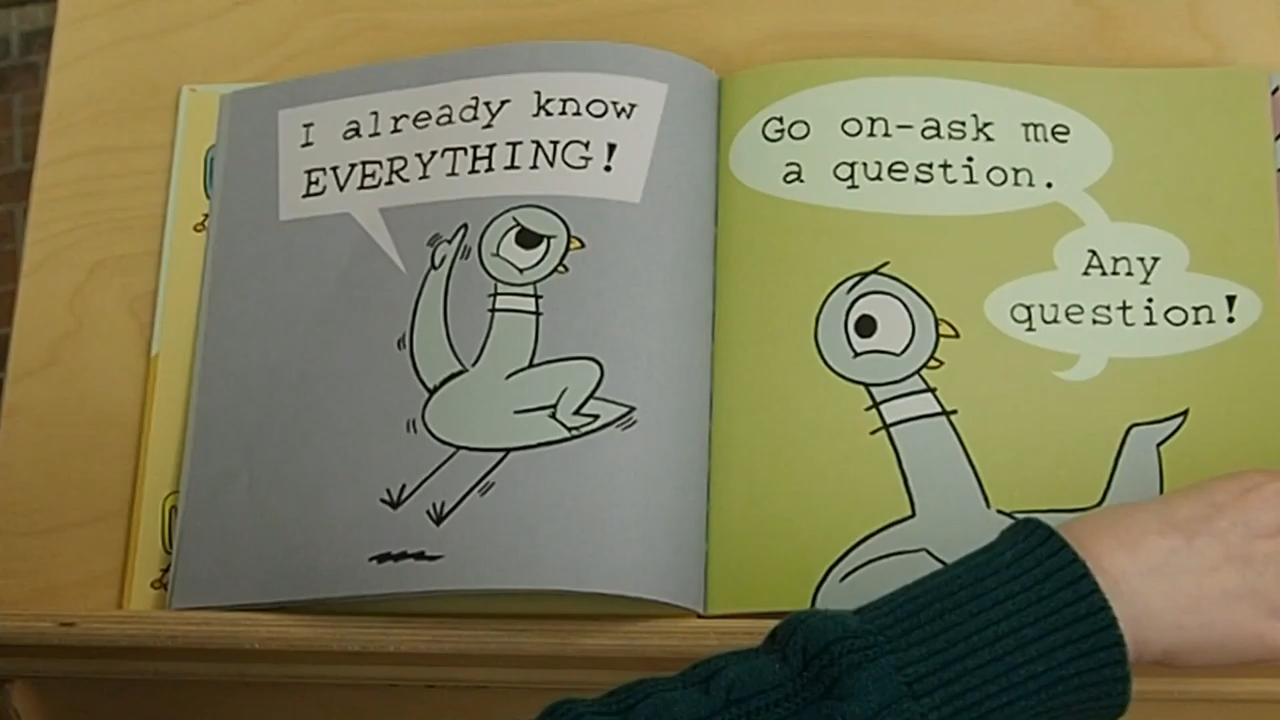 I already know
EVERYTHING!
Go on-ask me
a question.
Any
question!